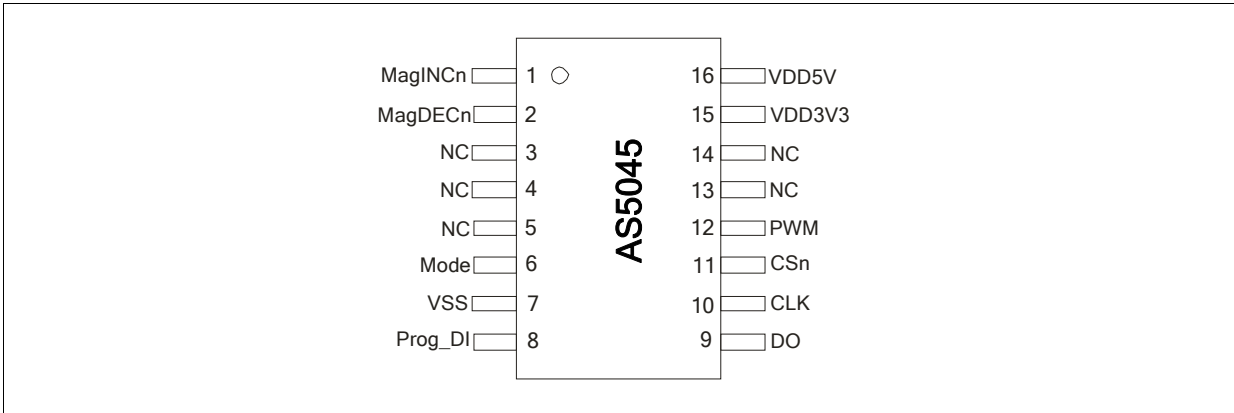 MagINCn 1 16 VDD5V
MagDECn 2 15 VDD3V3
NC 3 14 NC
NC 4 13 NC
NC 5 12 PWM
Mode 6 11 CSn
VSS 7 10 CLK
Prog_DI 8 9 DO
AS5045